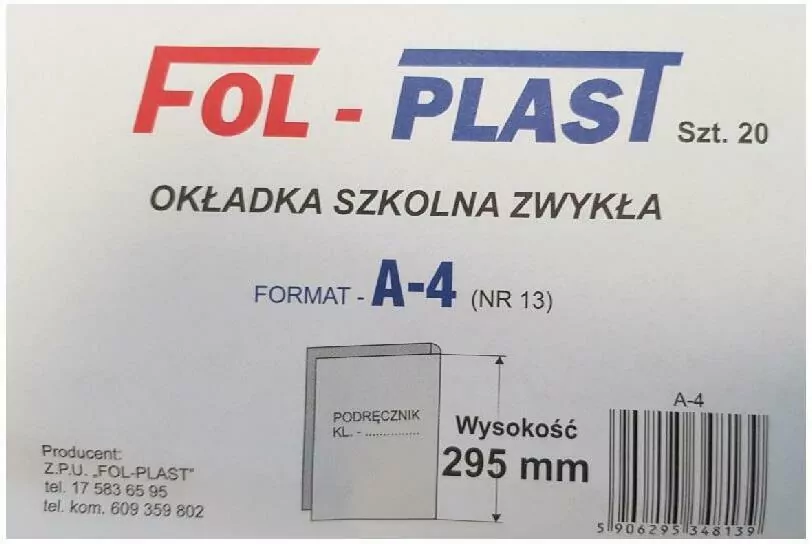 FOL - PLAST Szt. 20
OKŁADKA SZKOLNA ZWYKŁA
FORMAT - A-4 (NR 13)
PODRĘCZNIK
KL. - ...............
Wysokość
295 mm
A-4
5 906295 348139
Producent:
Z.P.U. „FOL-PLAST"
tel. 17 583 65 95
tel. kom. 609 359 802